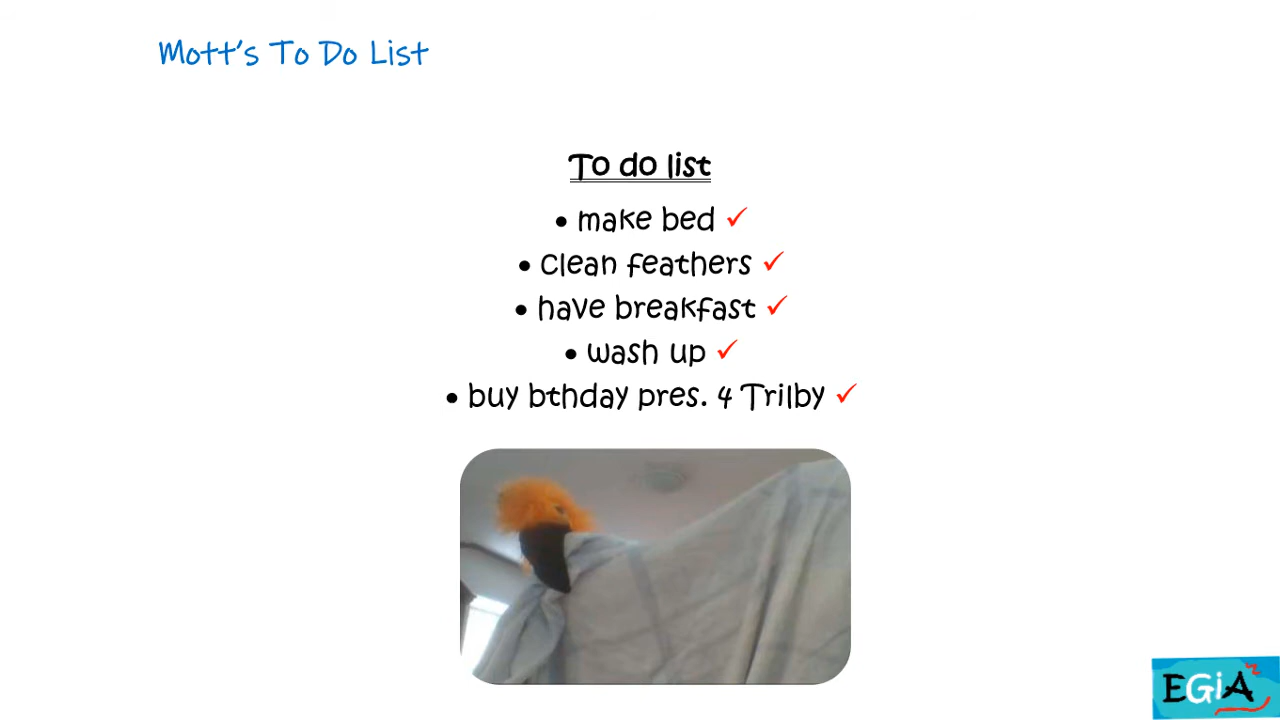 Mott's To Do List
To do list
• make bed ✓
• clean feathers ✓
• have breakfast ✓
• wash up ✓
• buy bthday pres. 4 Trilby ✓
EGiA